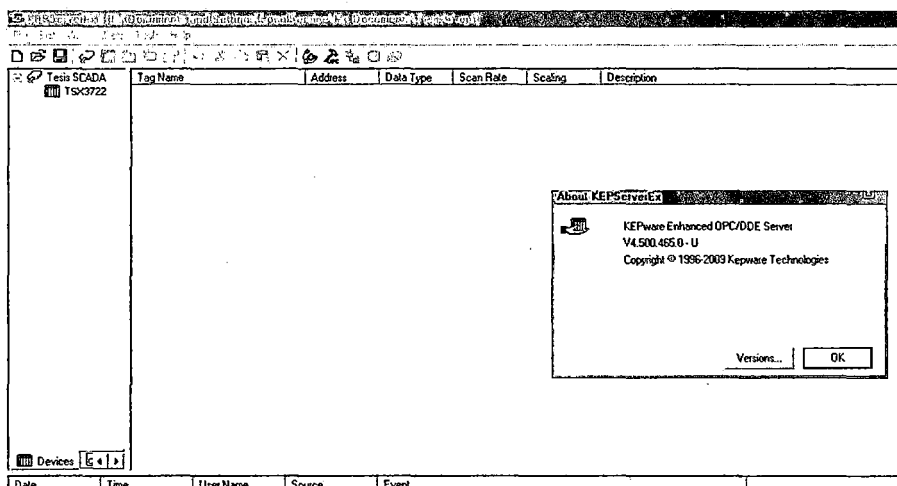 Tesis SCADA
TSX3722
Tag Name Address Data Type Scan Rate Scaling Description
About KEPServerEx
KEPware Enhanced OPC/DDE Server
V4.500.465.0 - U
Copyright © 1996-2009 Kepware Technologies
Versions... OK
Devices
Date Time User Name Source Event